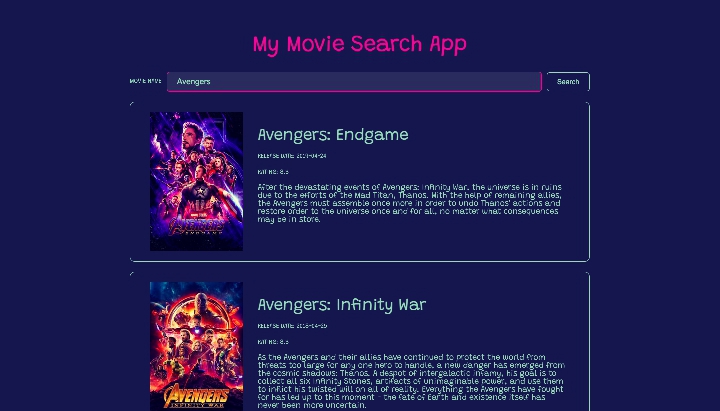 My Movie Search App
MOVIE NAME
Avengers
Search
Avengers: Endgame
RELEASE DATE: 2019-04-24
RATING: 8.3
After the devastating events of Avengers: Infinity War, the universe is in ruins
due to the efforts of the Mad Titan, Thanos. With the help of remaining allies,
the Avengers must assemble once more in order to undo Thanos' actions and
restore order to the universe once and for all, no matter what consequences
may be in store.
AVENGERS
Avengers: Infinity War
RELEASE DATE: 2018-04-25
RATING: 8.3
As the Avengers and their allies have continued to protect the world from
threats too large for any one hero to handle, a new danger has emerged from
the cosmic shadows: Thanos. A despot of intergalactic infamy, his goal is to
collect all six Infinity Stones, artifacts of unimaginable power, and use them
to inflict his twisted will on all of reality. Everything the Avengers have fought
for has led up to this moment - the fate of Earth and existence itself has
never been more uncertain.
AVENGERS
INFINITY WAR